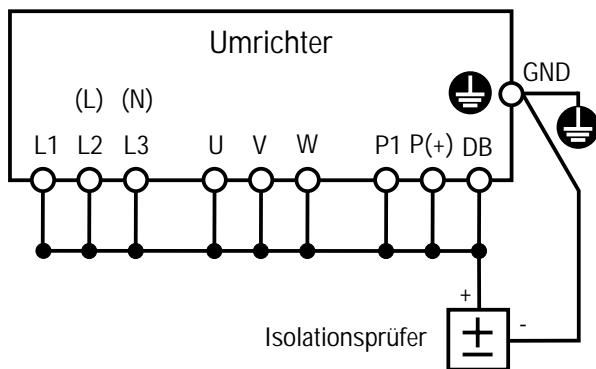 Umrichter
GND
(L) (N)
L1 L2 L3 U V W P1 P(+) DB
+
-
Isolationsprüfer
±